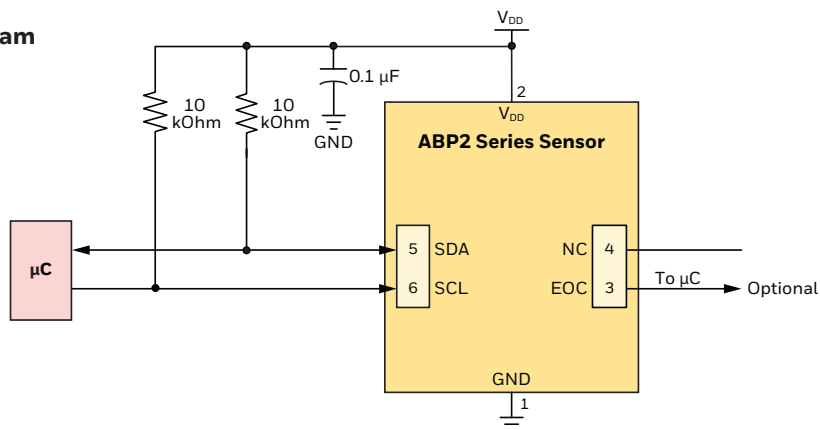 am
VDD
0.1 µF
10
kOhm
10
kOhm
GND
2
VDD
ABP2 Series Sensor
µC
5 SDA
6 SCL
NC 4
EOC 3
To µC
Optional
GND
1